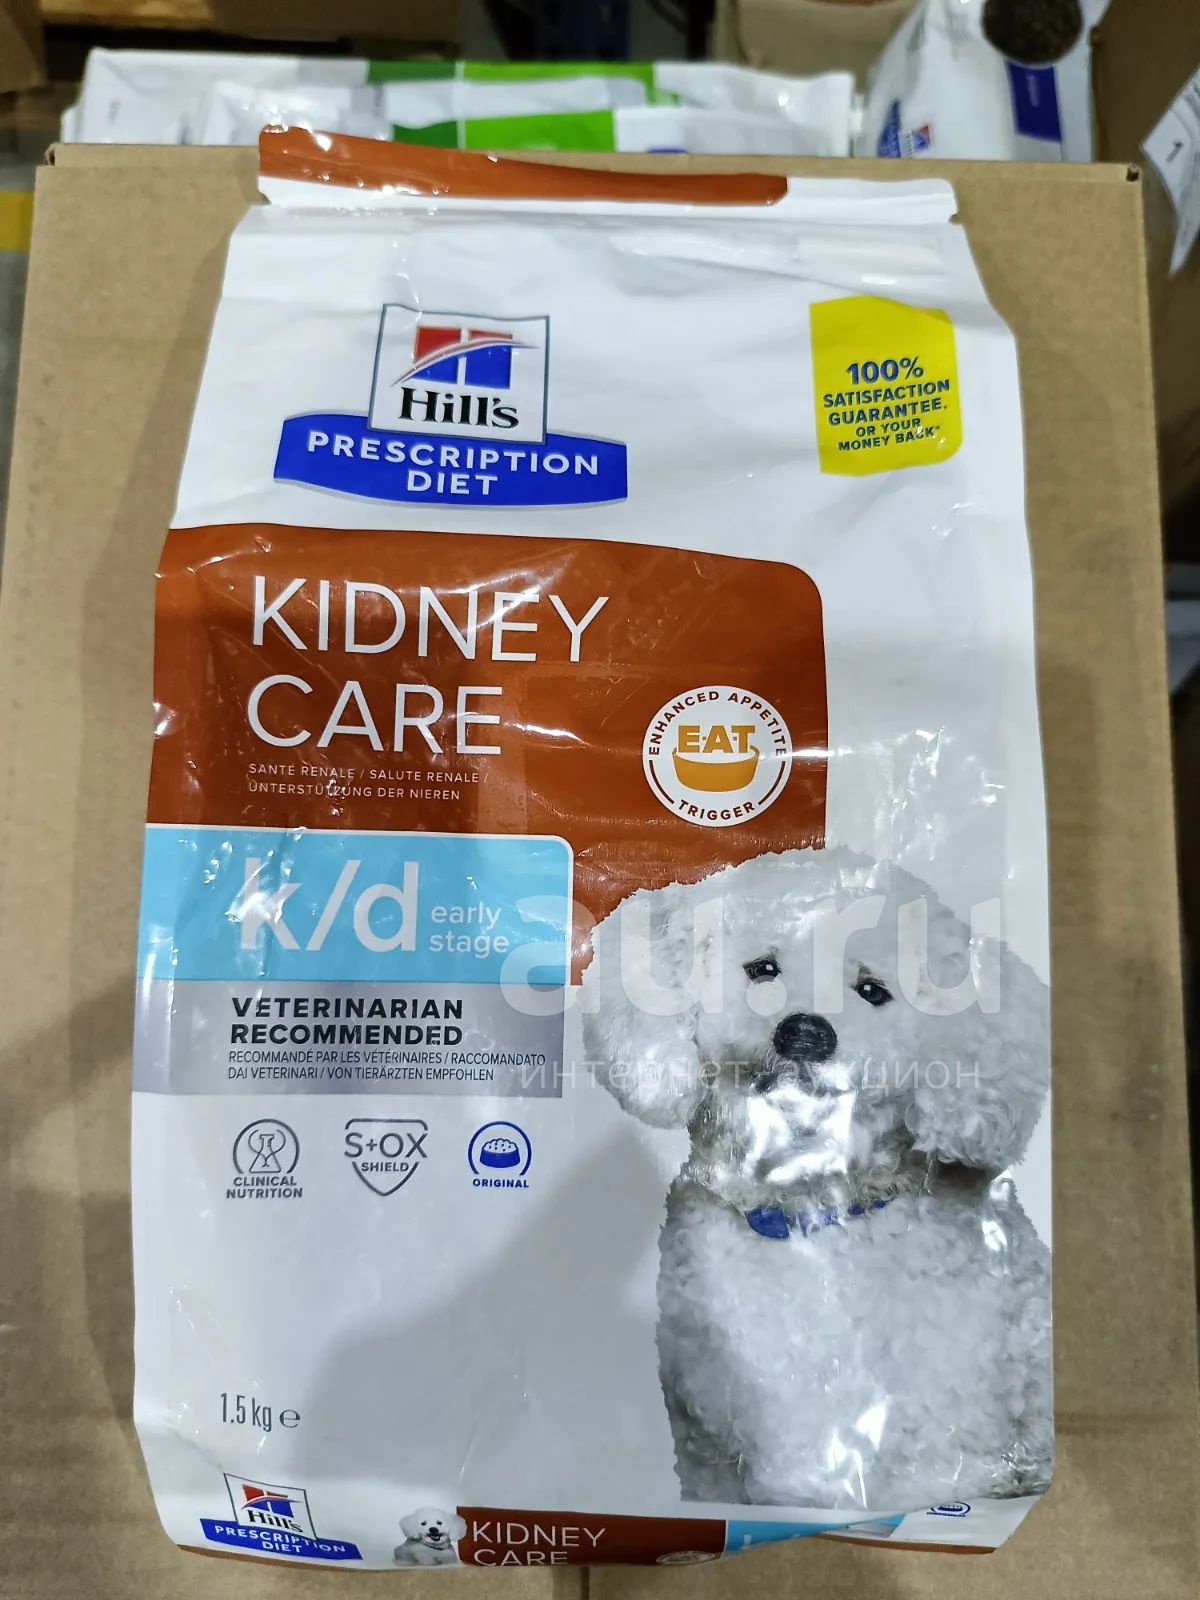 Hill's
PRESCRIPTION
DIET
100%
SATISFACTION
GUARANTEE,
OR YOUR
MONEY BACK*
KIDNEY
CARE
SANTÉ RENALE / SALUTE RENALE /
UNTERSTÜTZUNG DER NIEREN
ENHANCED APPETITE
E·A·T
TRIGGER
k/d early
stage
VETERINARIAN
RECOMMENDED
RECOMMANDÉ PAR LES VÉTÉRINAIRES / RACCOMANDATO
DAI VETERINARI / VON TIERÄRZTEN EMPFOHLEN
au.ru
интернет-аукцион
CLINICAL
NUTRITION
S+OX
SHIELD
ORIGINAL
1.5 kg ℮
Hill's
PRESCRIPTION
DIET
KIDNEY
CARE
1